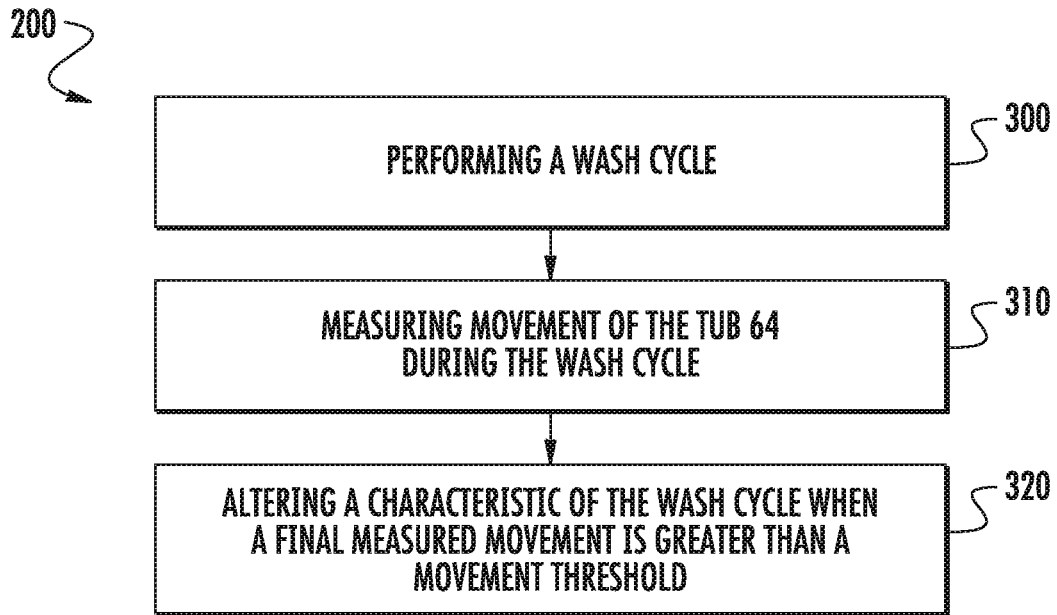 200
PERFORMING A WASH CYCLE
300
MEASURING MOVEMENT OF THE TUB 64
DURING THE WASH CYCLE
310
ALTERING A CHARACTERISTIC OF THE WASH CYCLE WHEN
A FINAL MEASURED MOVEMENT IS GREATER THAN A
MOVEMENT THRESHOLD
320